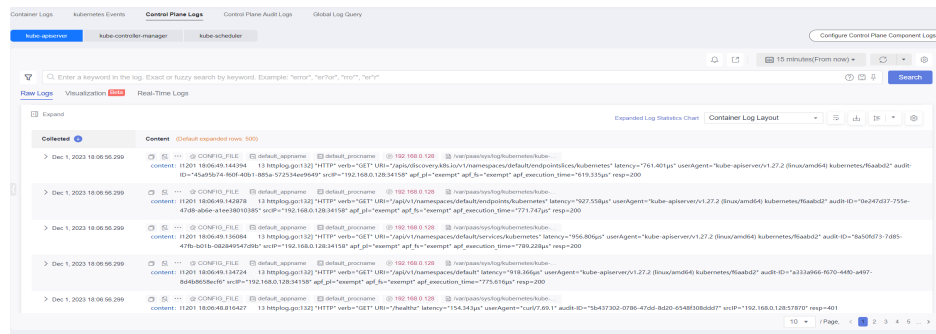 Container Logs Kubernetes Events Control Plane Logs Control Plane Audit Logs Global Log Query
kube-apiserver kube-controller-manager kube-scheduler Configure Control Plane Component Logs
15 minutes(From now)
Enter a keyword in the log. Exact or fuzzy search by keyword. Example: "error", "er?or", "rro*", "er*r" Search
Raw Logs Visualization Beta Real-Time Logs
Expand Expanded Log Statistics Chart Container Log Layout
Collected Content (Default expanded rows: 500)
Dec 1, 2023 18:06:56.299 ... CONFIG_FILE default_appname default_procname 192.168.0.128 /var/paas/sys/log/kubernetes/kube-...
content: I1201 18:06:49.144394 13 httplog.go:132] "HTTP" verb="GET" URI="/apis/discovery.k8s.io/v1/namespaces/default/endpointslices/kubernetes" latency="761.401µs" userAgent="kube-apiserver/v1.27.2 (linux/amd64) kubernetes/f6aabd2" audit-
ID="45a95b74-f60f-40b1-885a-572534ee9649" srcIP="192.168.0.128:34158" apf_pl="exempt" apf_fs="exempt" apf_execution_time="619.335µs" resp=200
Dec 1, 2023 18:06:56.299 ... CONFIG_FILE default_appname default_procname 192.168.0.128 /var/paas/sys/log/kubernetes/kube-...
content: I1201 18:06:49.142878 13 httplog.go:132] "HTTP" verb="GET" URI="/api/v1/namespaces/default/endpoints/kubernetes" latency="927.558µs" userAgent="kube-apiserver/v1.27.2 (linux/amd64) kubernetes/f6aabd2" audit-ID="0e247d37-755e-
47d8-ab6e-a1ee38010385" srcIP="192.168.0.128:34158" apf_pl="exempt" apf_fs="exempt" apf_execution_time="771.747µs" resp=200
Dec 1, 2023 18:06:56.299 ... CONFIG_FILE default_appname default_procname 192.168.0.128 /var/paas/sys/log/kubernetes/kube-...
content: I1201 18:06:49.136084 13 httplog.go:132] "HTTP" verb="GET" URI="/api/v1/namespaces/default/services/kubernetes" latency="956.806µs" userAgent="kube-apiserver/v1.27.2 (linux/amd64) kubernetes/f6aabd2" audit-ID="8a50fd73-7d85-
47fb-b01b-082849547d9b" srcIP="192.168.0.128:34158" apf_pl="exempt" apf_fs="exempt" apf_execution_time="789.228µs" resp=200
Dec 1, 2023 18:06:56.299 ... CONFIG_FILE default_appname default_procname 192.168.0.128 /var/paas/sys/log/kubernetes/kube-...
content: I1201 18:06:49.134724 13 httplog.go:132] "HTTP" verb="GET" URI="/api/v1/namespaces/default" latency="918.366µs" userAgent="kube-apiserver/v1.27.2 (linux/amd64) kubernetes/f6aabd2" audit-ID="a333a966-f670-44f0-a497-
8d4b8658ecf6" srcIP="192.168.0.128:34158" apf_pl="exempt" apf_fs="exempt" apf_execution_time="775.616µs" resp=200
Dec 1, 2023 18:06:56.299 ... CONFIG_FILE default_appname default_procname 192.168.0.128 /var/paas/sys/log/kubernetes/kube-...
content: I1201 18:06:48.816427 13 httplog.go:132] "HTTP" verb="GET" URI="/healthz" latency="154.343µs" userAgent="curl/7.69.1" audit-ID="5b437302-0786-47dd-8d20-6548f308ddd7" srcIP="192.168.0.128:57870" resp=401
10 /Page, < 1 2 3 4 5 ... >